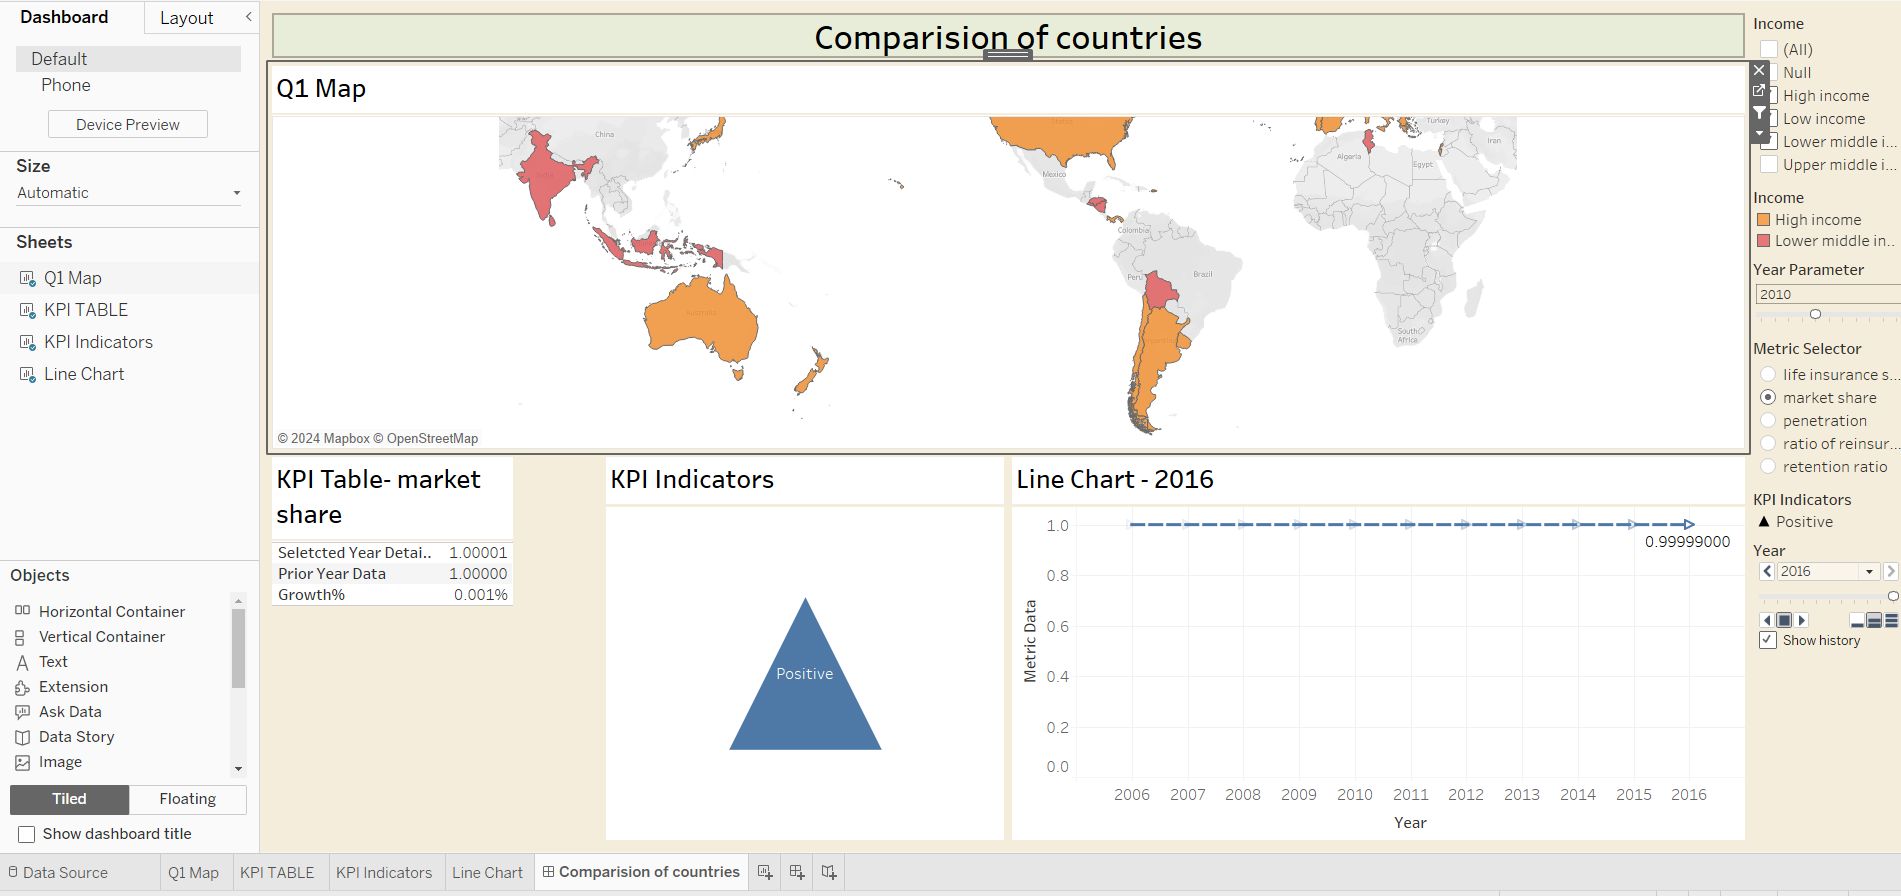 Dashboard
Layout
Default
Phone
Device Preview
Size
Automatic
Sheets
Q1 Map
KPI TABLE
KPI Indicators
Line Chart
Objects
Horizontal Container
Vertical Container
Text
Extension
Ask Data
Data Story
Image
Tiled
Floating
Show dashboard title
Comparision of countries
Q1 Map
China
India
Australia
Mexico
Colombia
Peru
Brazil
Algeria
Egypt
Turkey
Iran
South
Africa
© 2024 Mapbox © OpenStreetMap
KPI Table- market
share
Seletcted Year Detai.. 1.00001
Prior Year Data 1.00000
Growth% 0.001%
KPI Indicators
Positive
Line Chart - 2016
Metric Data
1.0
0.8
0.6
0.4
0.2
0.0
0.99999000
2006 2007 2008 2009 2010 2011 2012 2013 2014 2015 2016
Year
Income
(All)
Null
High income
Low income
Lower middle i...
Upper middle i...
Income
High income
Lower middle in..
Year Parameter
2010
Metric Selector
life insurance s...
market share
penetration
ratio of reinsur...
retention ratio
KPI Indicators
Positive
Year
2016
Show history
Data Source
Q1 Map
KPI TABLE
KPI Indicators
Line Chart
Comparision of countries